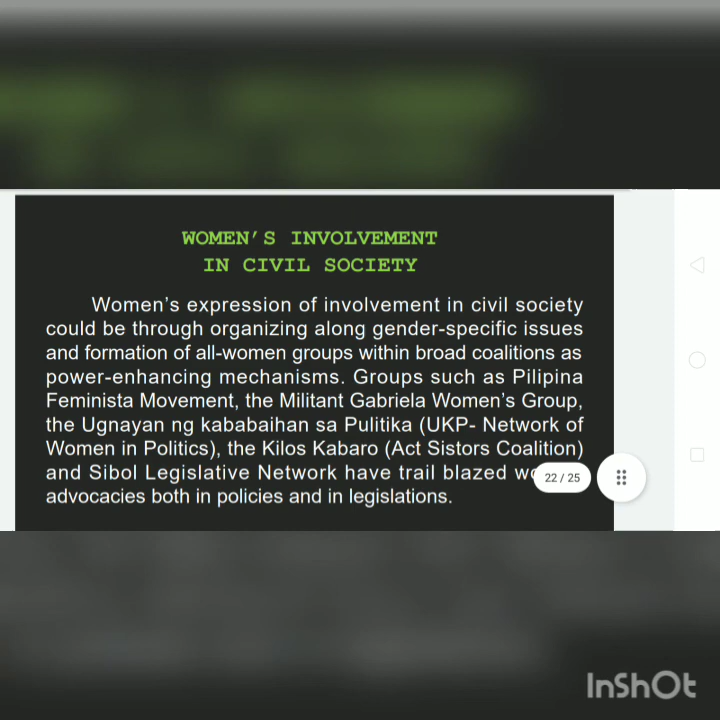 WOMEN'S INVOLVEMENT
IN CIVIL SOCIETY
Women's expression of involvement in civil society
could be through organizing along gender-specific issues
and formation of all-women groups within broad coalitions as
power-enhancing mechanisms. Groups such as Pilipina
Feminista Movement, the Militant Gabriela Women's Group,
the Ugnayan ng kababaihan sa Pulitika (UKP- Network of
Women in Politics), the Kilos Kabaro (Act Sistors Coalition)
and Sibol Legislative Network have trail blazed
22 / 25
advocacies both in policies and in legislations.
InShOt